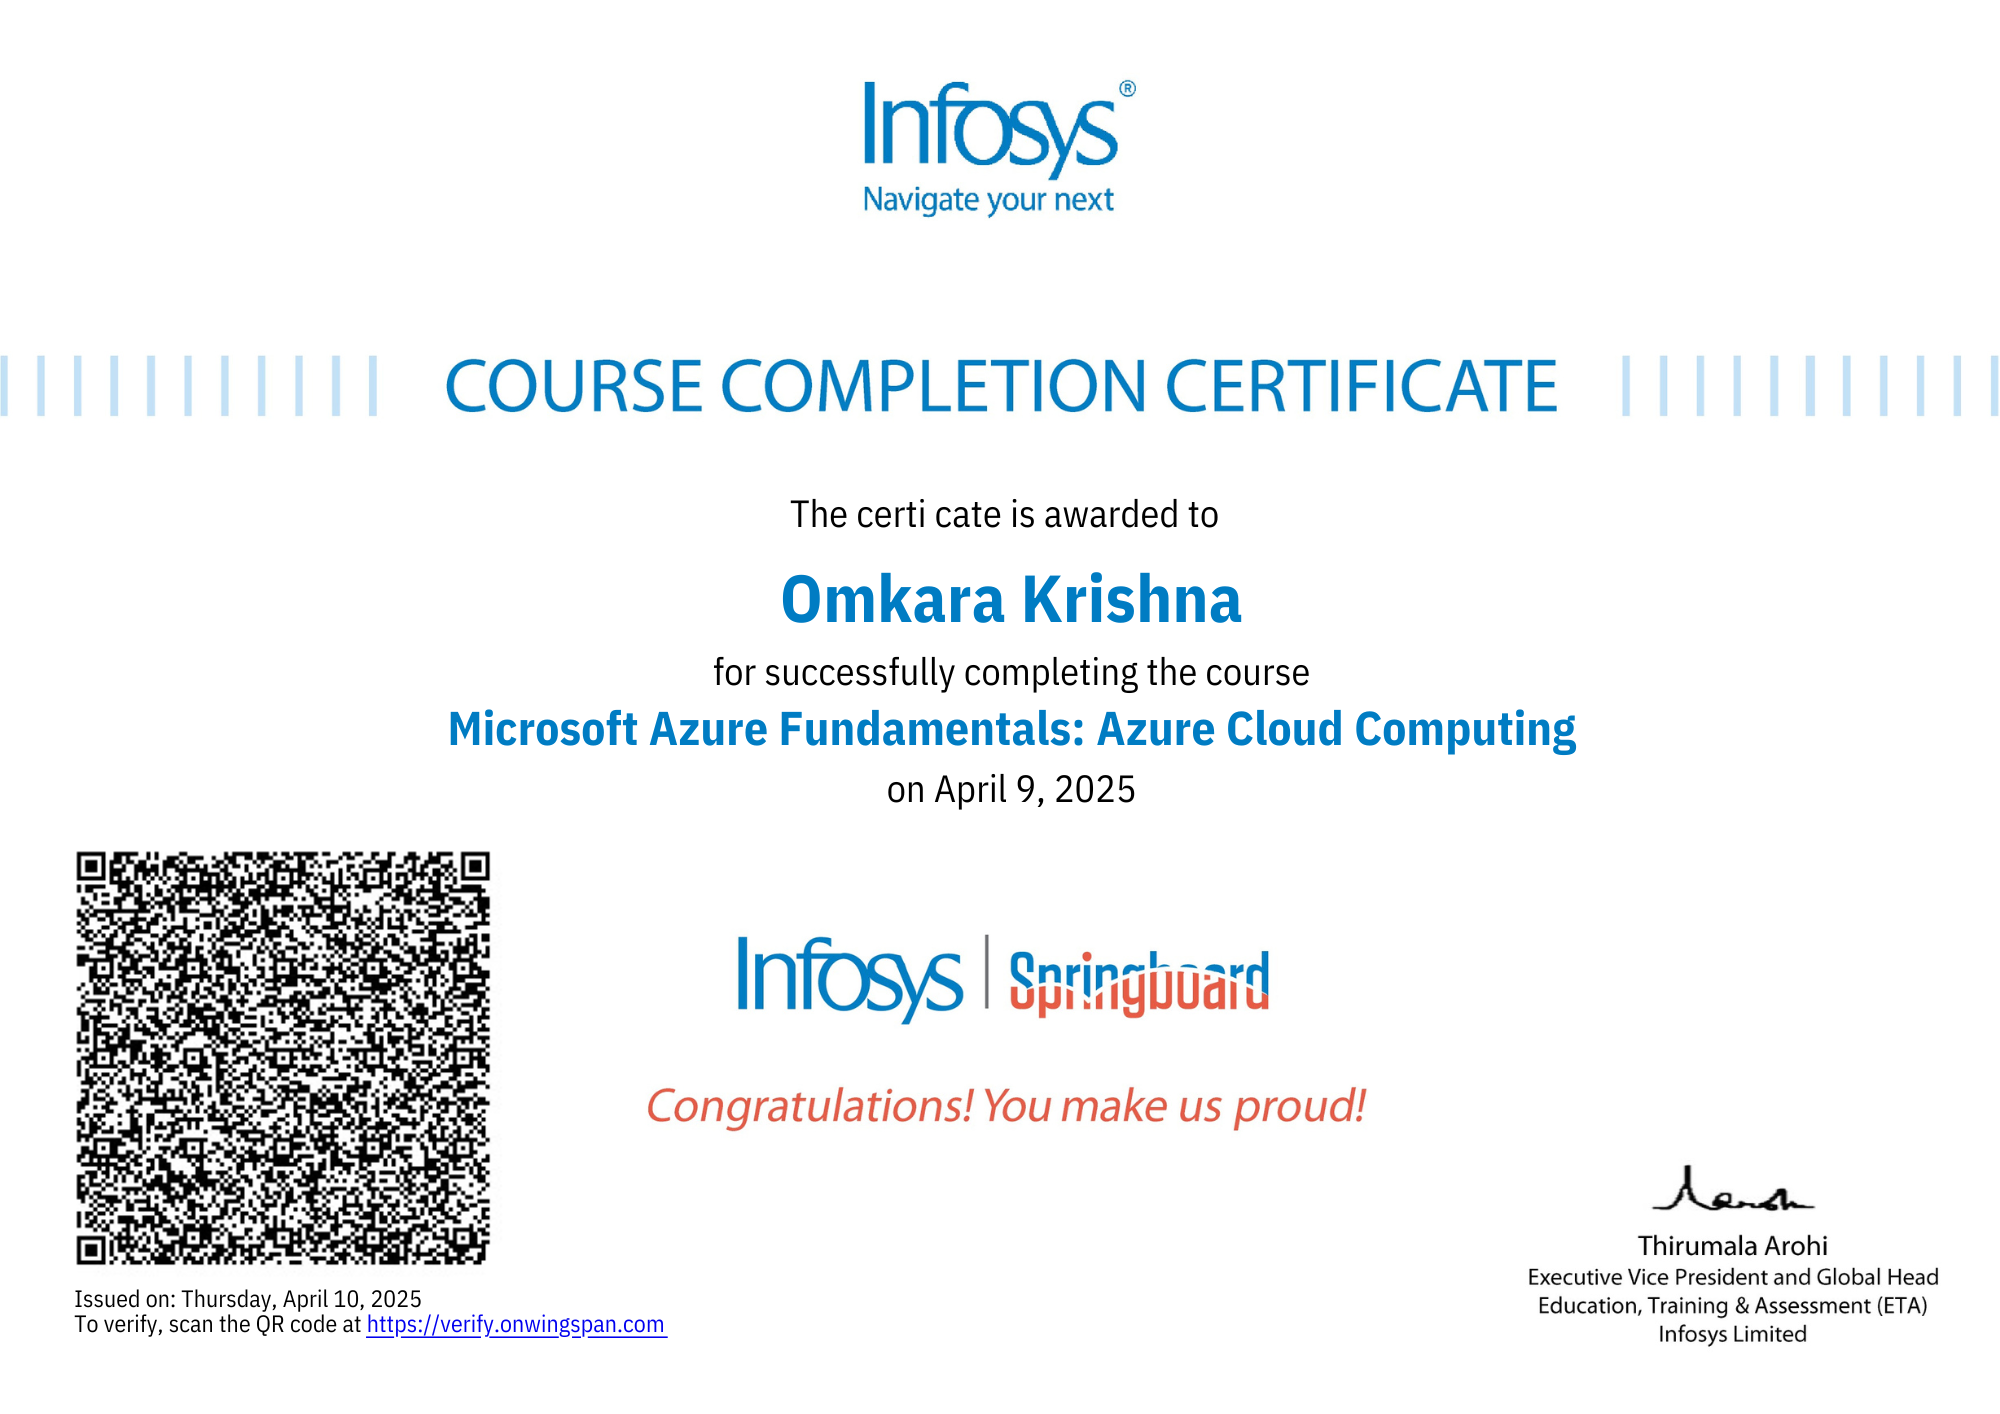 Infosys®
Navigate your next
COURSE COMPLETION CERTIFICATE
The certi cate is awarded to
Omkara Krishna
for successfully completing the course
Microsoft Azure Fundamentals: Azure Cloud Computing
on April 9, 2025
Infosys | Springboard
Congratulations! You make us proud!
Issued on: Thursday, April 10, 2025
To verify, scan the QR code at https://verify.onwingspan.com
Thirumala Arohi
Executive Vice President and Global Head
Education, Training & Assessment (ETA)
Infosys Limited